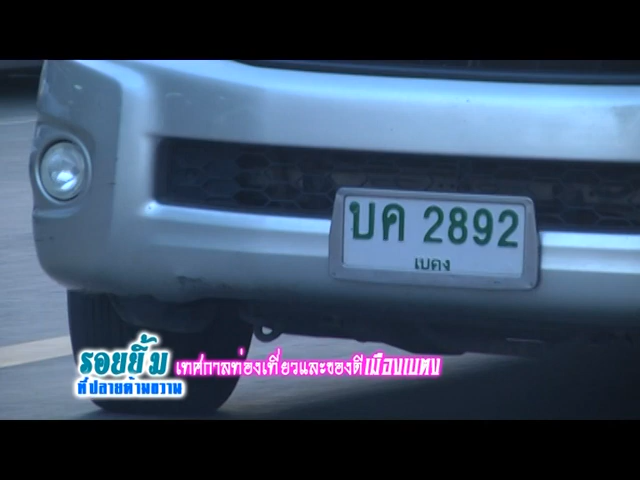 บค 2892
เบตง
รอยยิ้ม
ที่ปลายด้ามขวาน
เทศกาลท่องเที่ยวและของดีเมืองเบตง